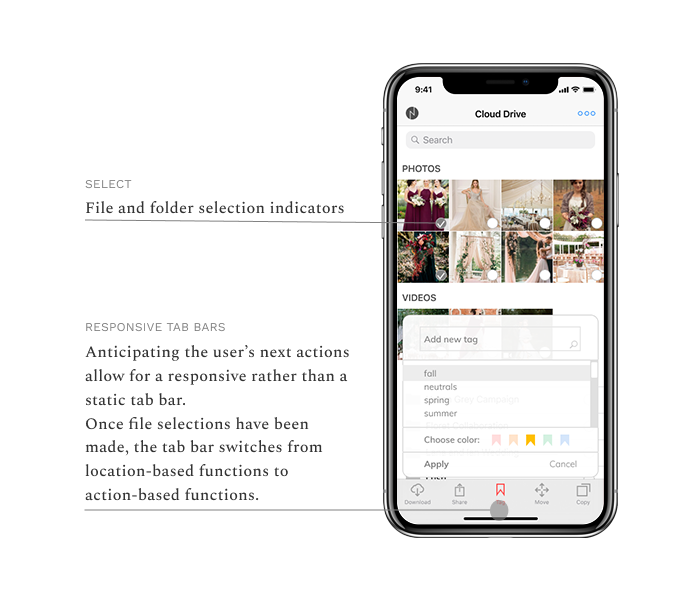 9:41
Cloud Drive
Search
SELECT
File and folder selection indicators
PHOTOS
VIDEOS
RESPONSIVE TAB BARS
Anticipating the user's next actions
allow for a responsive rather than a
static tab bar.
Once file selections have been
made, the tab bar switches from
location-based functions to
action-based functions.
Add new tag
fall
neutrals
spring
summer
Choose color:
Apply
Cancel
Download
Share
Move
Copy